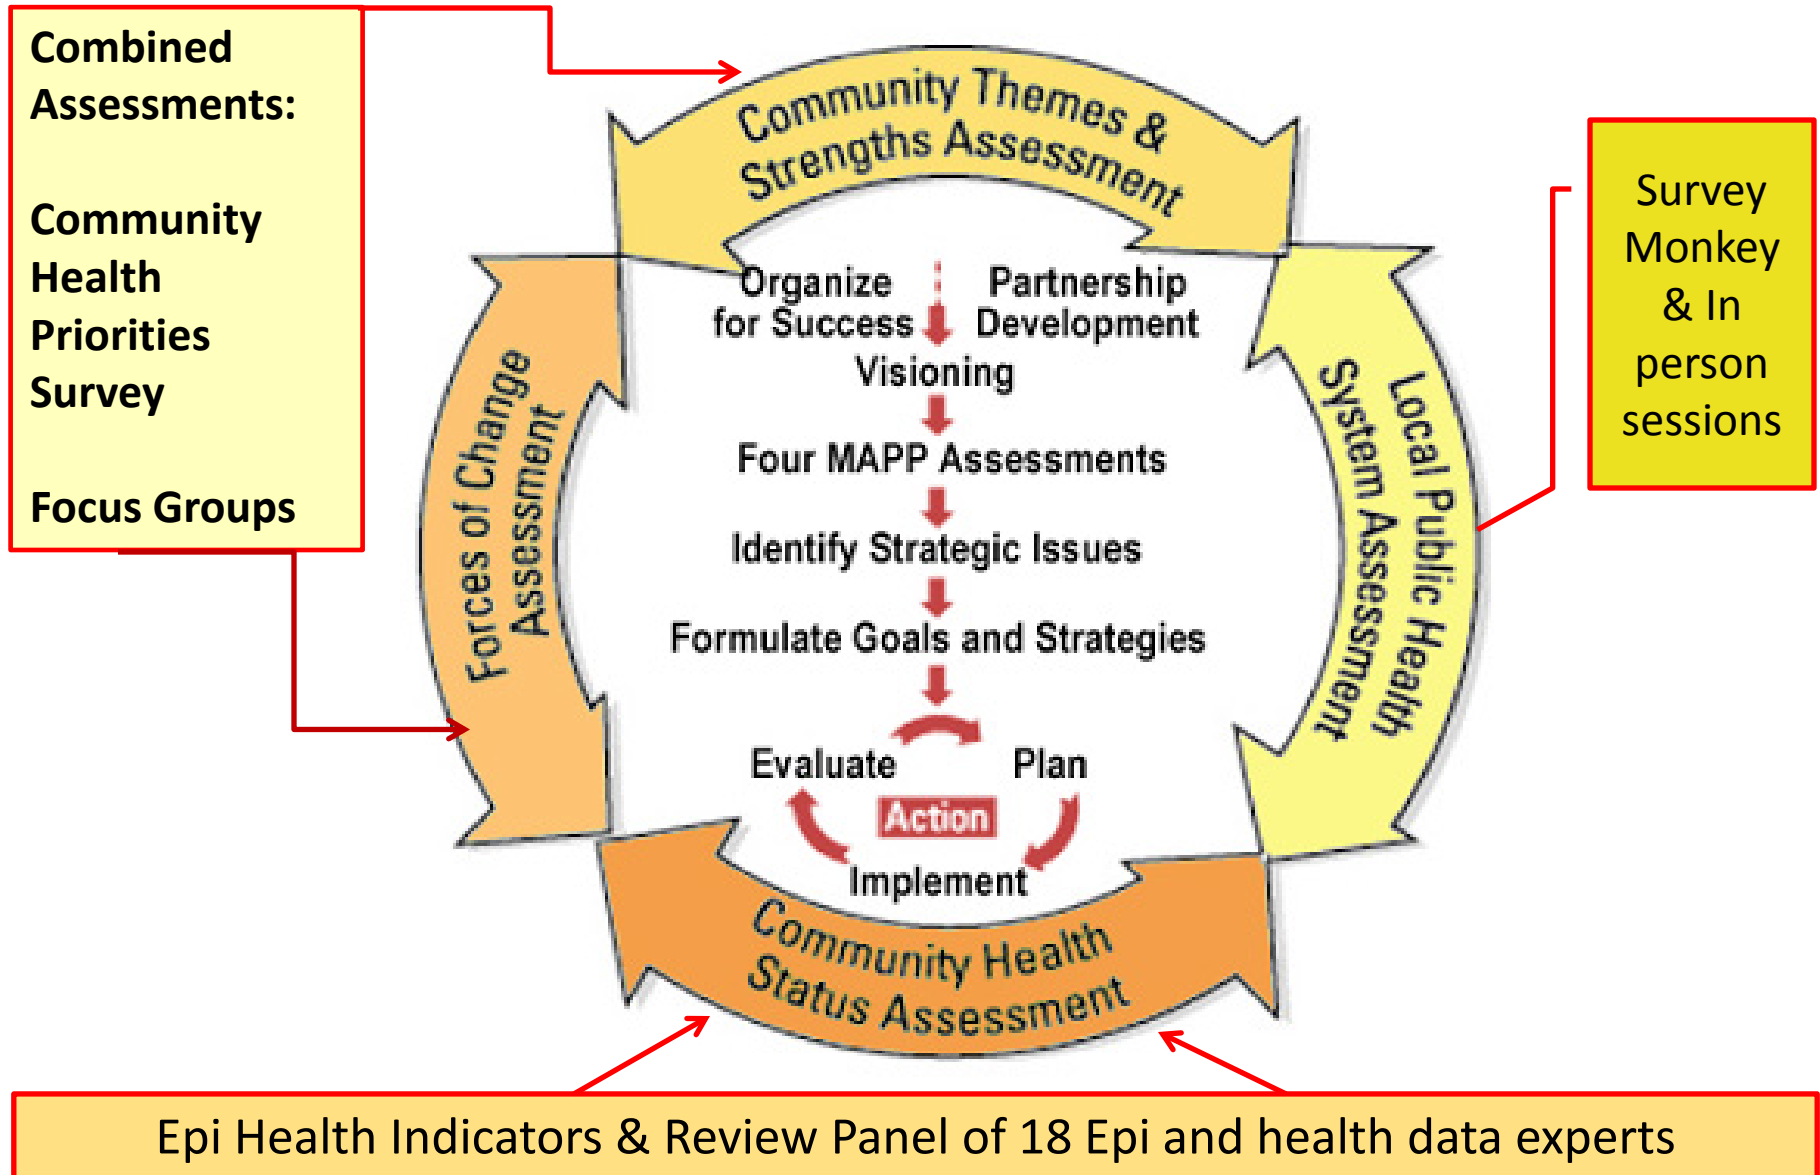 Combined
Assessments:
Community
Health
Priorities
Survey
Focus Groups
Community Themes &
Strengths Assessment
Survey
Monkey
& In
person
sessions
Organize
for Success
Partnership
Development
Visioning
Four MAPP Assessments
Identify Strategic Issues
Formulate Goals and Strategies
Evaluate
Plan
Action
Implement
Forces of Change
Assessment
Local Public Health
System Assessment
Community Health
Status Assessment
Epi Health Indicators & Review Panel of 18 Epi and health data experts